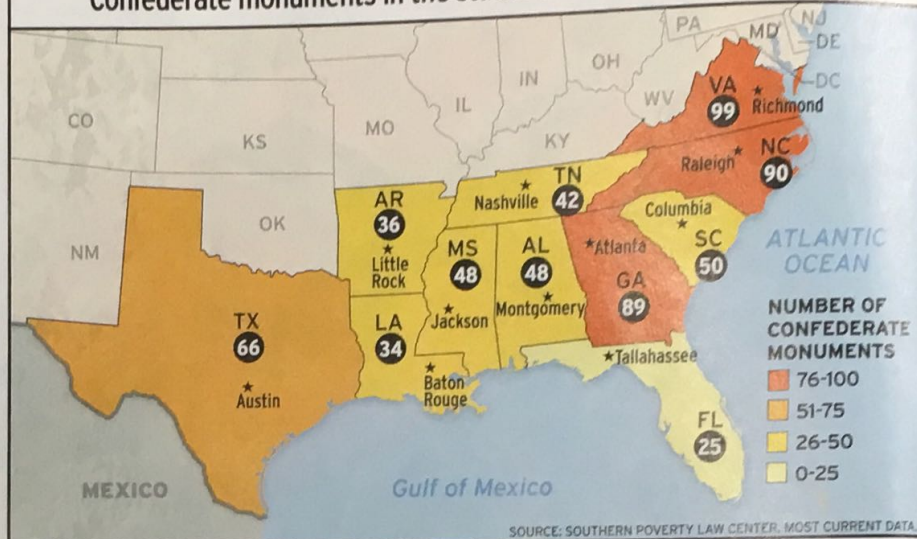 Confederate monuments in the
PA
NJ
MD
DE
DC
OH
IN
IL
WV
VA
99
Richmond
CO
KS
MO
KY
NC
90
Raleigh
TN
42
Nashville
AR
36
Little
Rock
OK
NM
Columbia
SC
50
Atlanta
GA
89
MS
48
Jackson
AL
48
Montgomery
ATLANTIC
OCEAN
TX
66
Austin
LA
34
Baton
Rouge
Tallahassee
FL
25
MEXICO
Gulf of Mexico
NUMBER OF
CONFEDERATE
MONUMENTS
76-100
51-75
26-50
0-25
SOURCE: SOUTHERN POVERTY LAW CENTER. MOST CURRENT DATA